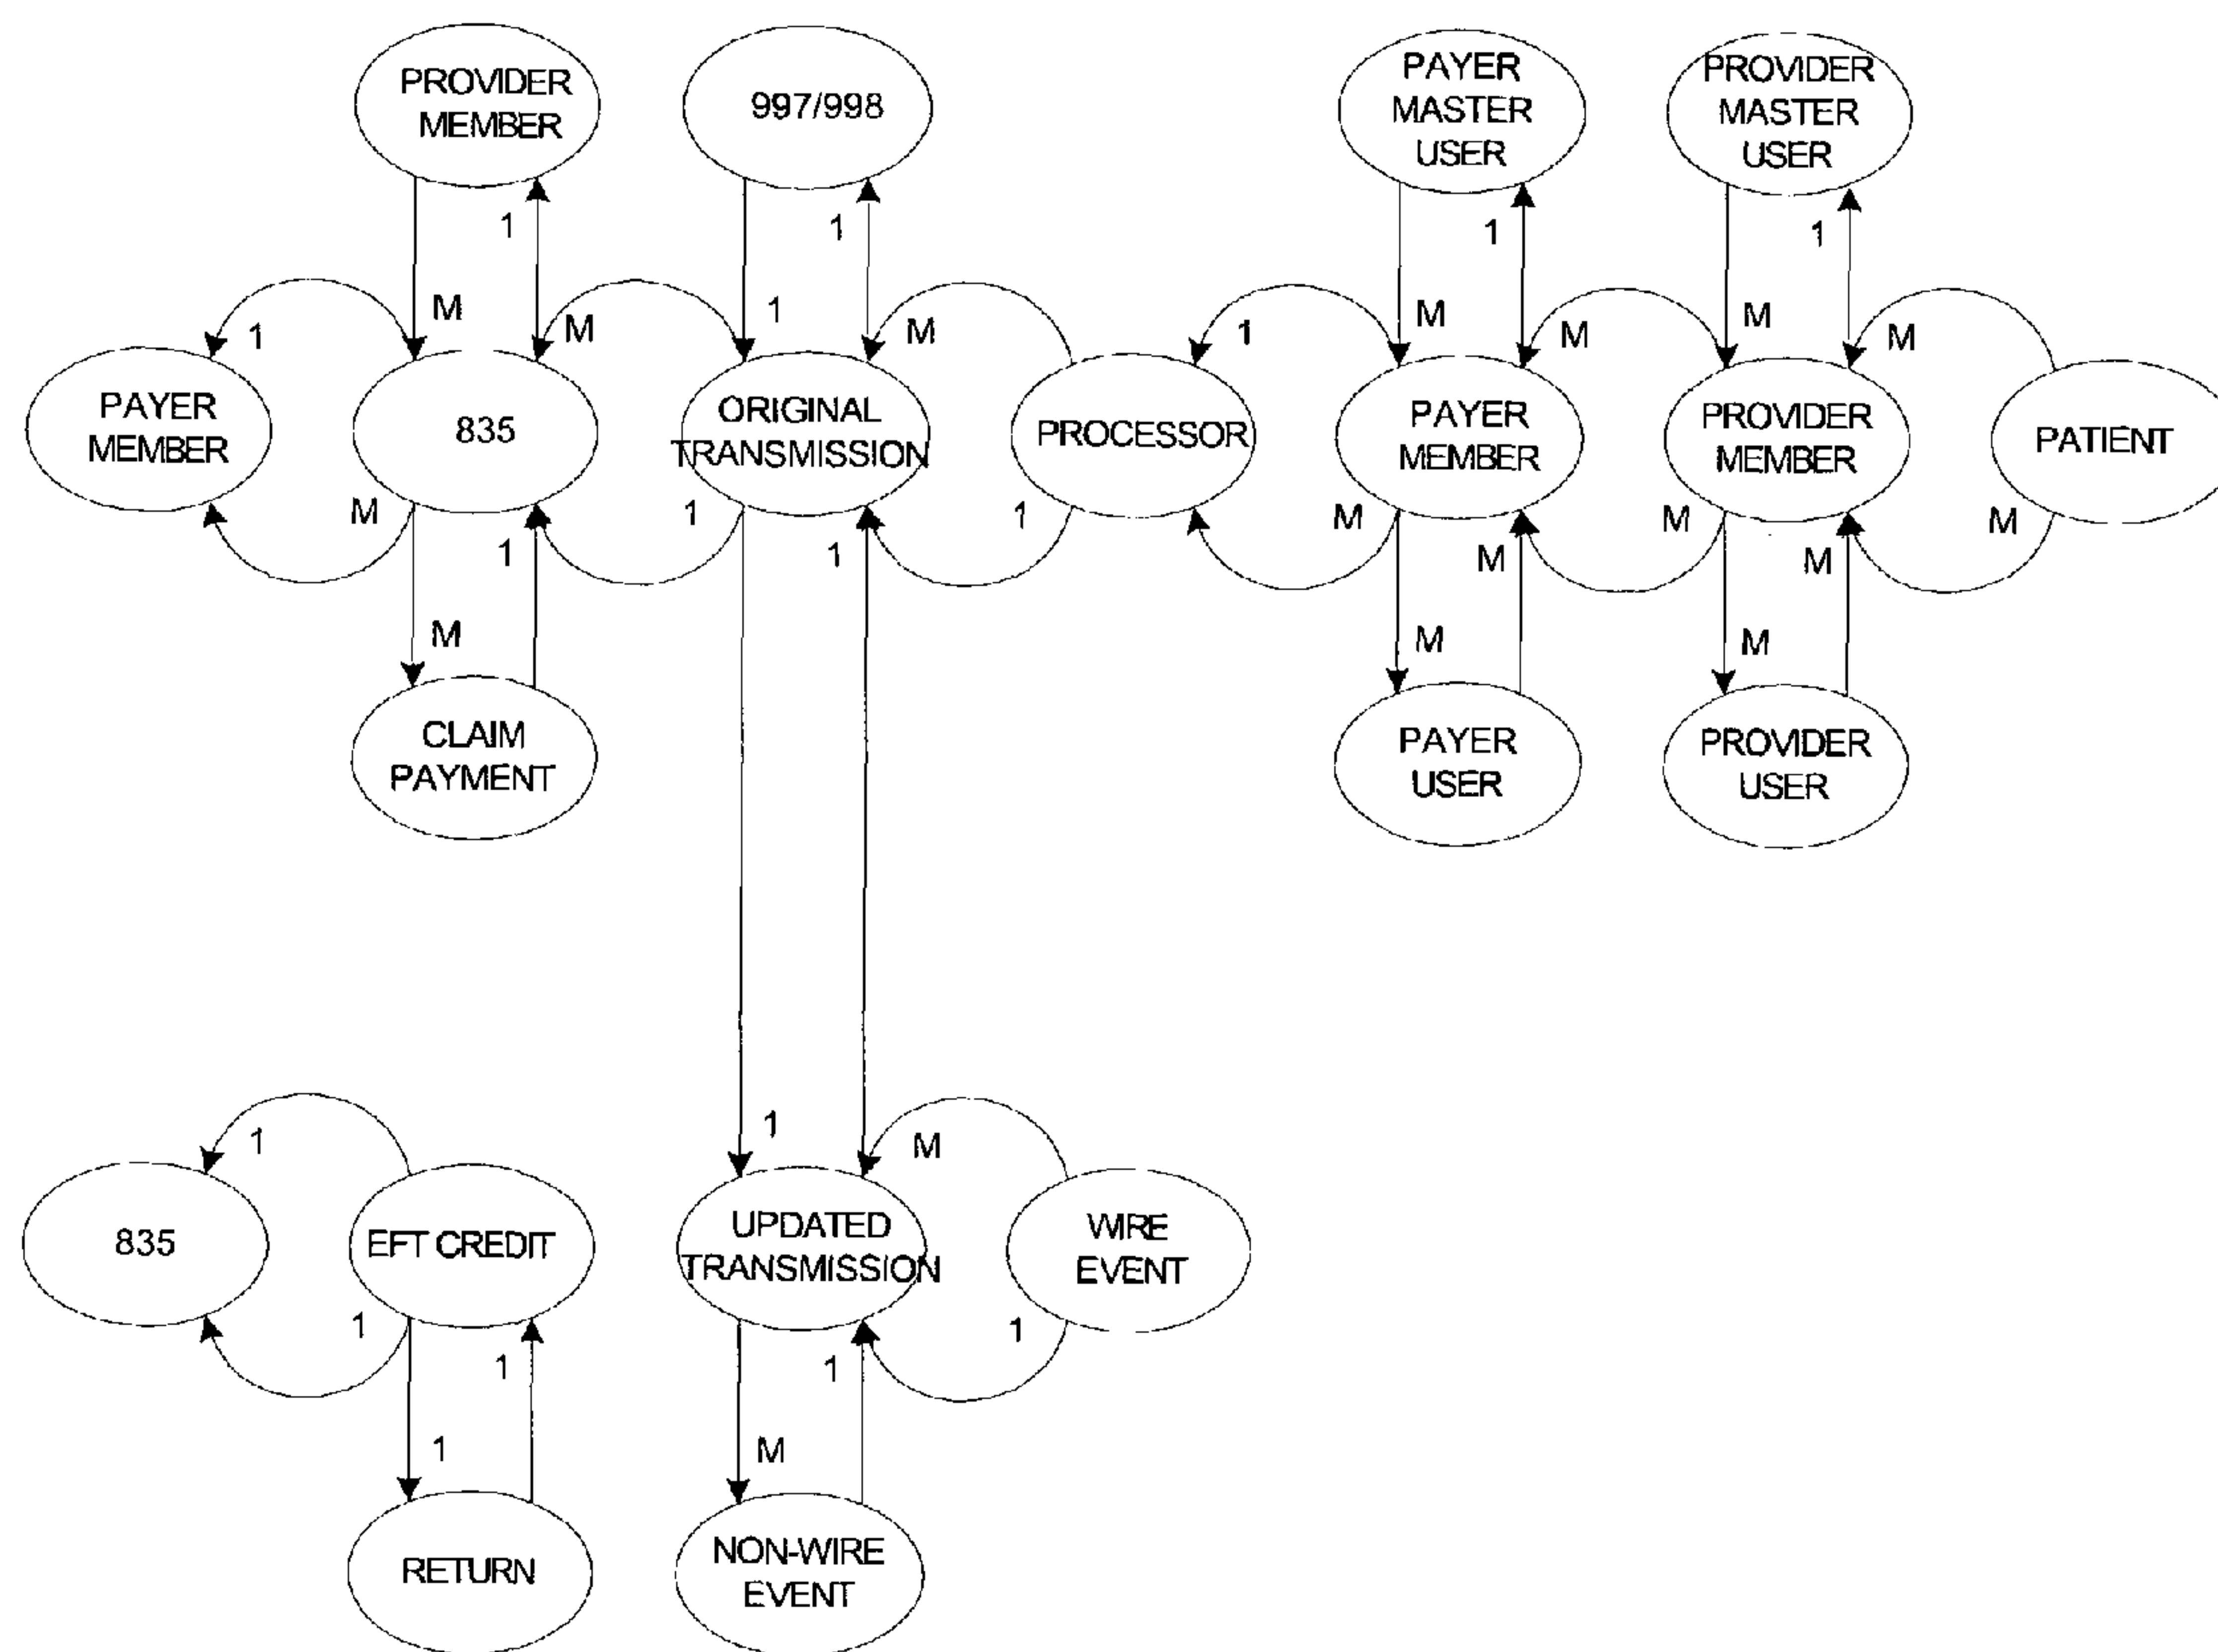 PROVIDER
MEMBER
997/998
PAYER
MASTER
USER
PROVIDER
MASTER
USER
1
1
1
1
M
1
M
M
1
M
1
M
M
M
M
PAYER
MEMBER
835
ORIGINAL
TRANSMISSION
PROCESSOR
PAYER
MEMBER
PROVIDER
MEMBER
PATIENT
M
1
1
1
1
M
M
M
M
M
M
M
M
CLAIM
PAYMENT
PAYER
USER
PROVIDER
USER
1
1
M
835
EFT CREDIT
UPDATED
TRANSMISSION
WIRE
EVENT
1
1
1
1
1
M
RETURN
NON-WIRE
EVENT